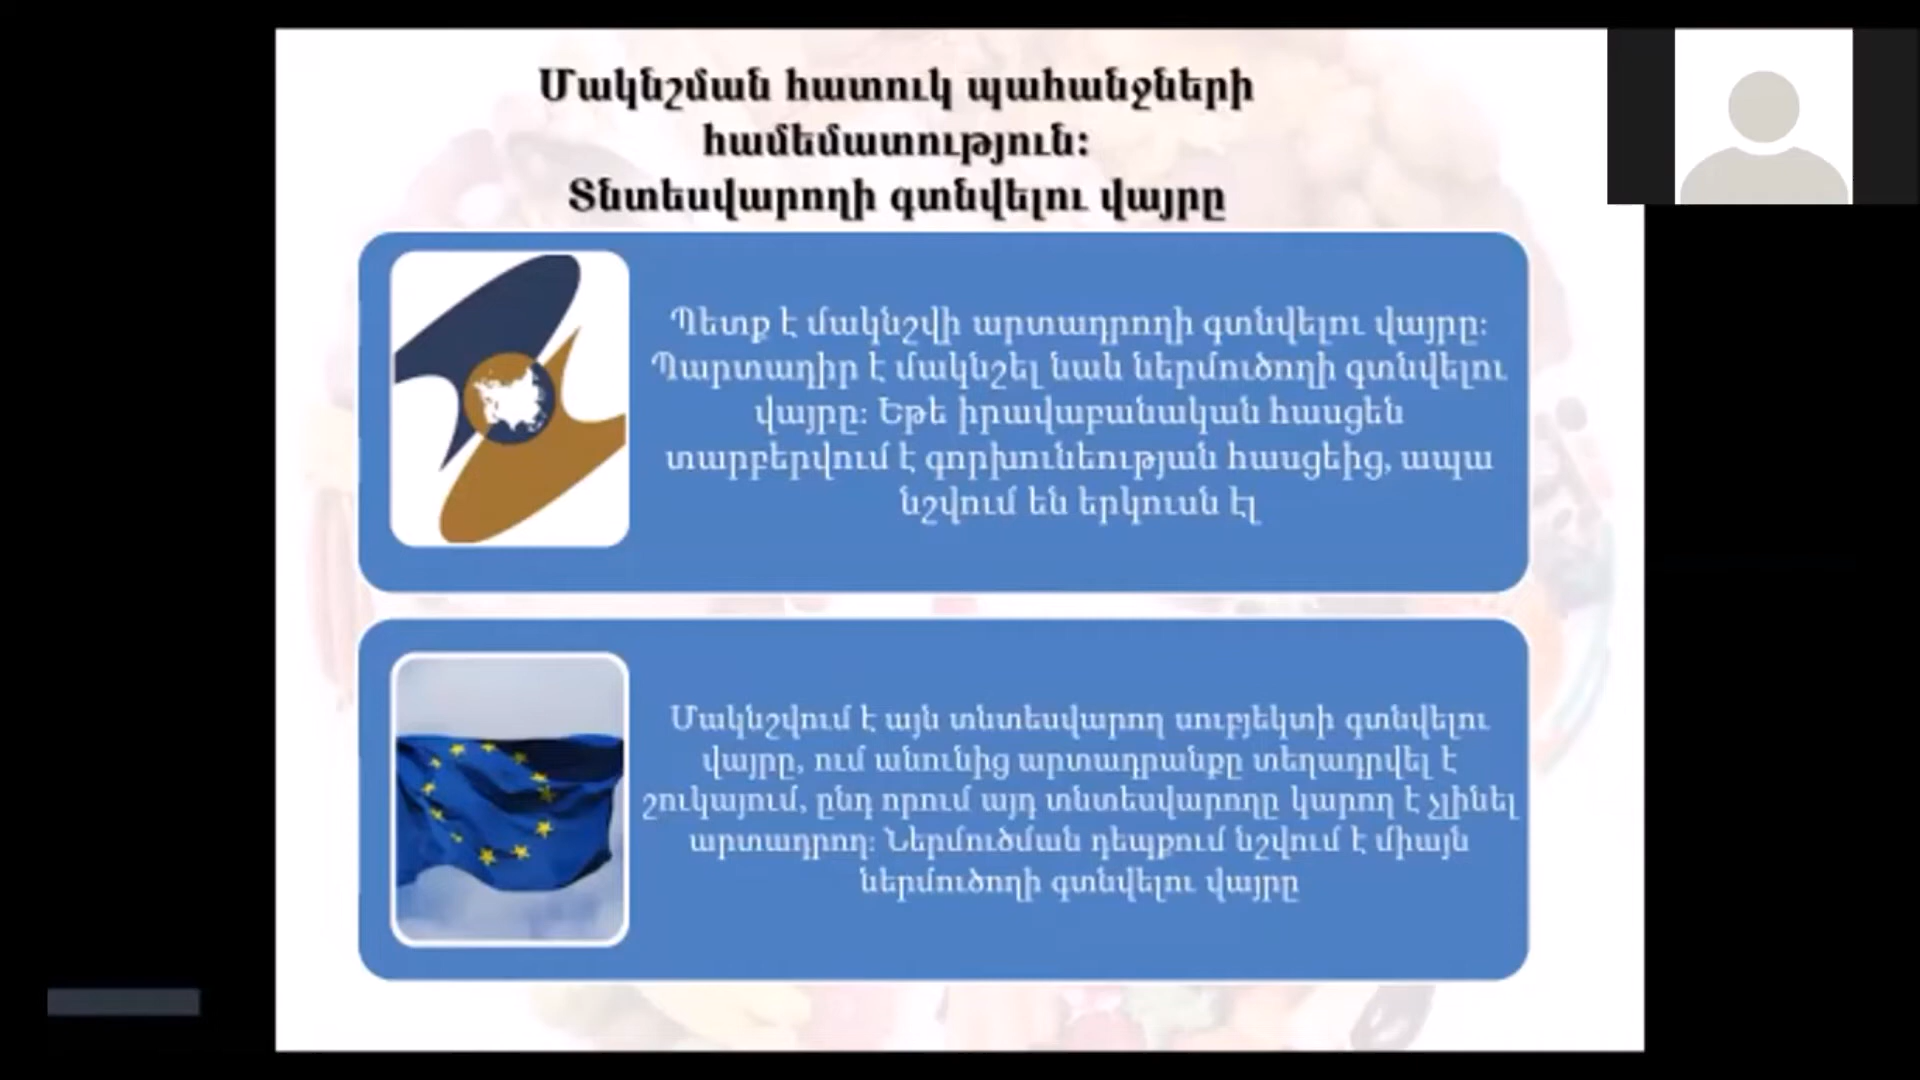 Մակնշման հատուկ պահանջների
համեմատություն:
Տնտեսվարողի գտնվելու վայրը
Պետք է մակնշվի արտադրողի գտնվելու վայրը:
Պարտադիր է մակնշել նաև ներմուծողի գտնվելու
վայրը: Եթե իրավաբանական հասցեն
տարբերվում է գորխունեության հասցեից, ապա
նշվում են երկուսն էլ
Մակնշվում է այն տնտեսվարող սուբյեկտի գտնվելու
վայրը, ում անունից արտադրանքը տեղադրվել է
շուկայում, ընդ որում այդ տնտեսվարողը կարող է չլինել
արտադրող: Ներմուծման դեպքում նշվում է միայն
ներմուծողի գտնվելու վայրը